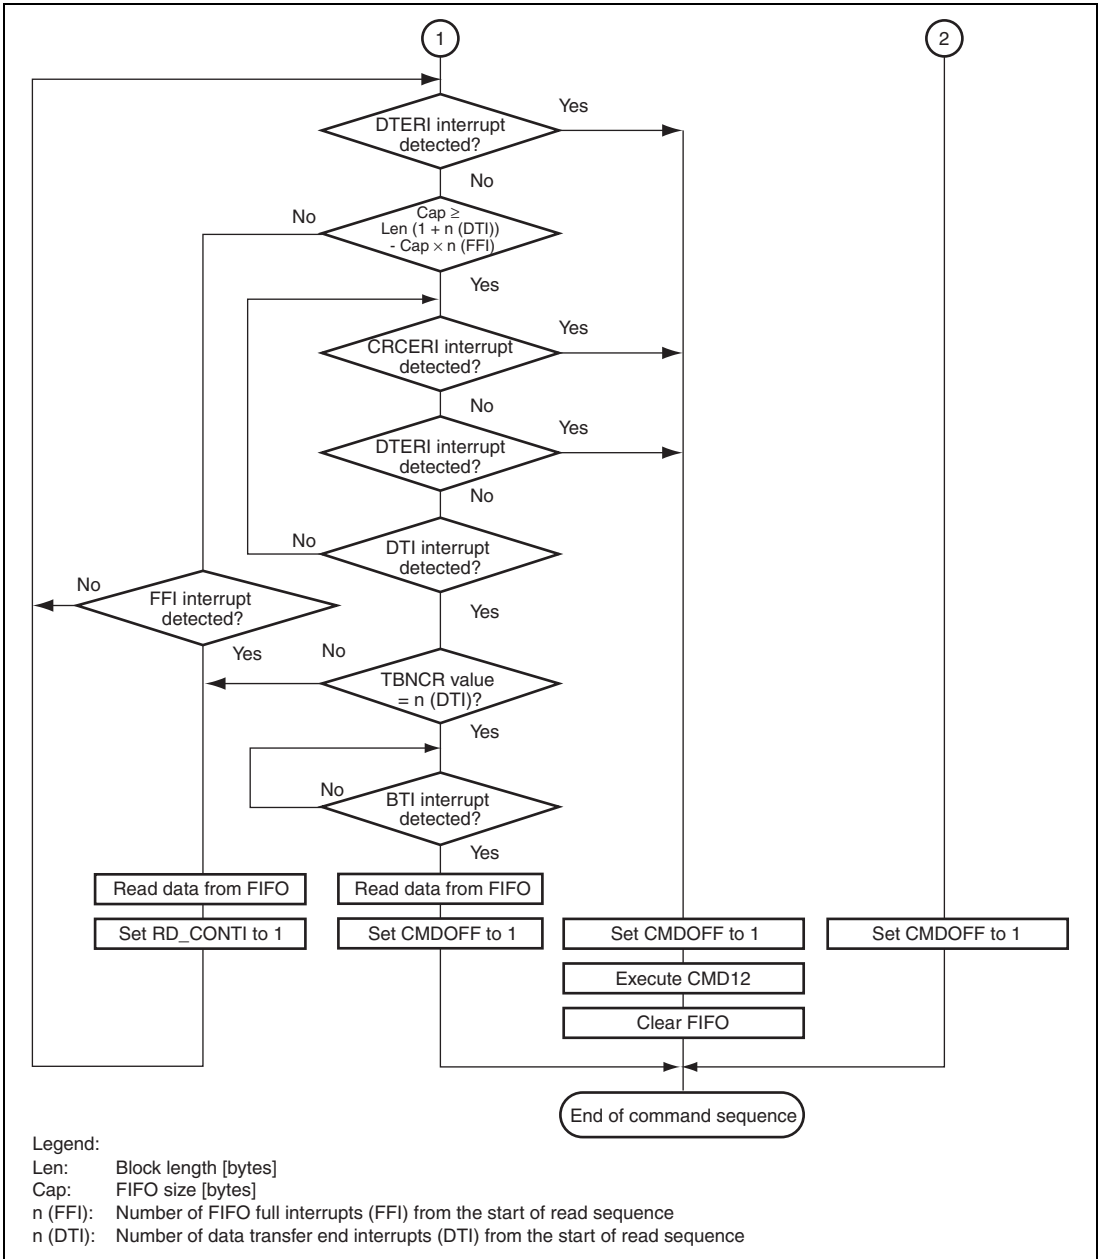 1
2
Yes
DTERI interrupt
detected?
No
No
Cap ≥
Len (1 + n (DTI))
- Cap × n (FFI)
Yes
Yes
CRCERI interrupt
detected?
No
Yes
DTERI interrupt
detected?
No
No
DTI interrupt
detected?
No
FFI interrupt
detected?
Yes
Yes
No
TBNCR value
= n (DTI)?
Yes
No
BTI interrupt
detected?
Yes
Read data from FIFO
Read data from FIFO
Set RD_CONTI to 1
Set CMDOFF to 1
Set CMDOFF to 1
Set CMDOFF to 1
Execute CMD12
Clear FIFO
End of command sequence
Legend:
Len: Block length [bytes]
Cap: FIFO size [bytes]
n (FFI): Number of FIFO full interrupts (FFI) from the start of read sequence
n (DTI): Number of data transfer end interrupts (DTI) from the start of read sequence